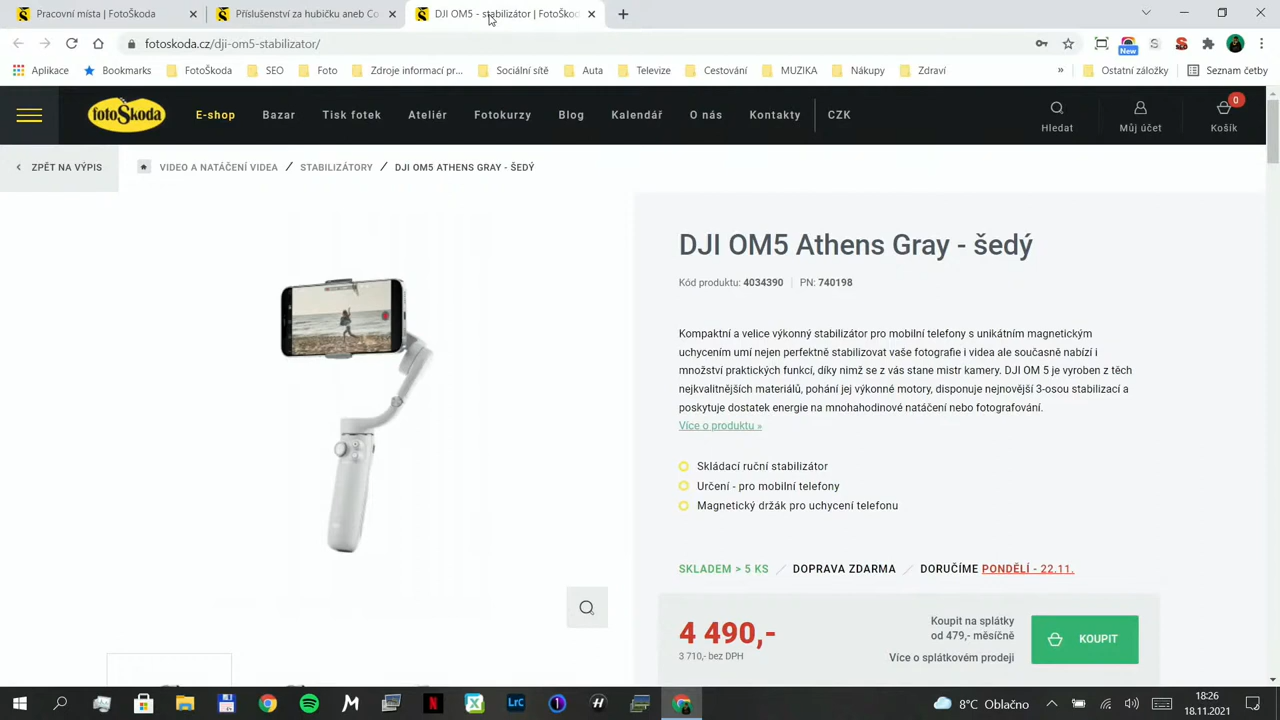 Pracovní místa | FotoŠkoda
Příslušenství za hubičku aneb Co
DJI OM5 - stabilizátor | FotoŠkod
fotoskoda.cz/dji-om5-stabilizator/
New
Aplikace
Bookmarks
FotoŠkoda
SEO
Foto
Zdroje informací pr...
Sociální sítě
Auta
Televize
Cestování
MUZIKA
Nákupy
Zdraví
»
Ostatní záložky
Seznam četby
fotoŠkoda
E-shop
Bazar
Tisk fotek
Ateliér
Fotokurzy
Blog
Kalendář
O nás
Kontakty
CZK
Hledat
Můj účet
0
Košík
ZPĚT NA VÝPIS
VIDEO A NATÁČENÍ VIDEA / STABILIZÁTORY / DJI OM5 ATHENS GRAY - ŠEDÝ
DJI OM5 Athens Gray - šedý
Kód produktu: 4034390 | PN: 740198
Kompaktní a velice výkonný stabilizátor pro mobilní telefony s unikátním magnetickým
uchycením umí nejen perfektně stabilizovat vaše fotografie i videa ale současně nabízí i
množství praktických funkcí, díky nimž se z vás stane mistr kamery. DJI OM 5 je vyroben z těch
nejkvalitnějších materiálů, pohání jej výkonné motory, disponuje nejnovější 3-osou stabilizací a
poskytuje dostatek energie na mnohahodinové natáčení nebo fotografování.
Více o produktu »
Skládací ruční stabilizátor
Určení - pro mobilní telefony
Magnetický držák pro uchycení telefonu
SKLADEM > 5 KS / DOPRAVA ZDARMA / DORUČÍME PONDĚLÍ - 22.11.
4 490,-
3 710,- bez DPH
Koupit na splátky
od 479,- měsíčně
Více o splátkovém prodeji
KOUPIT
8°C Oblačno
18:26
18.11.2021